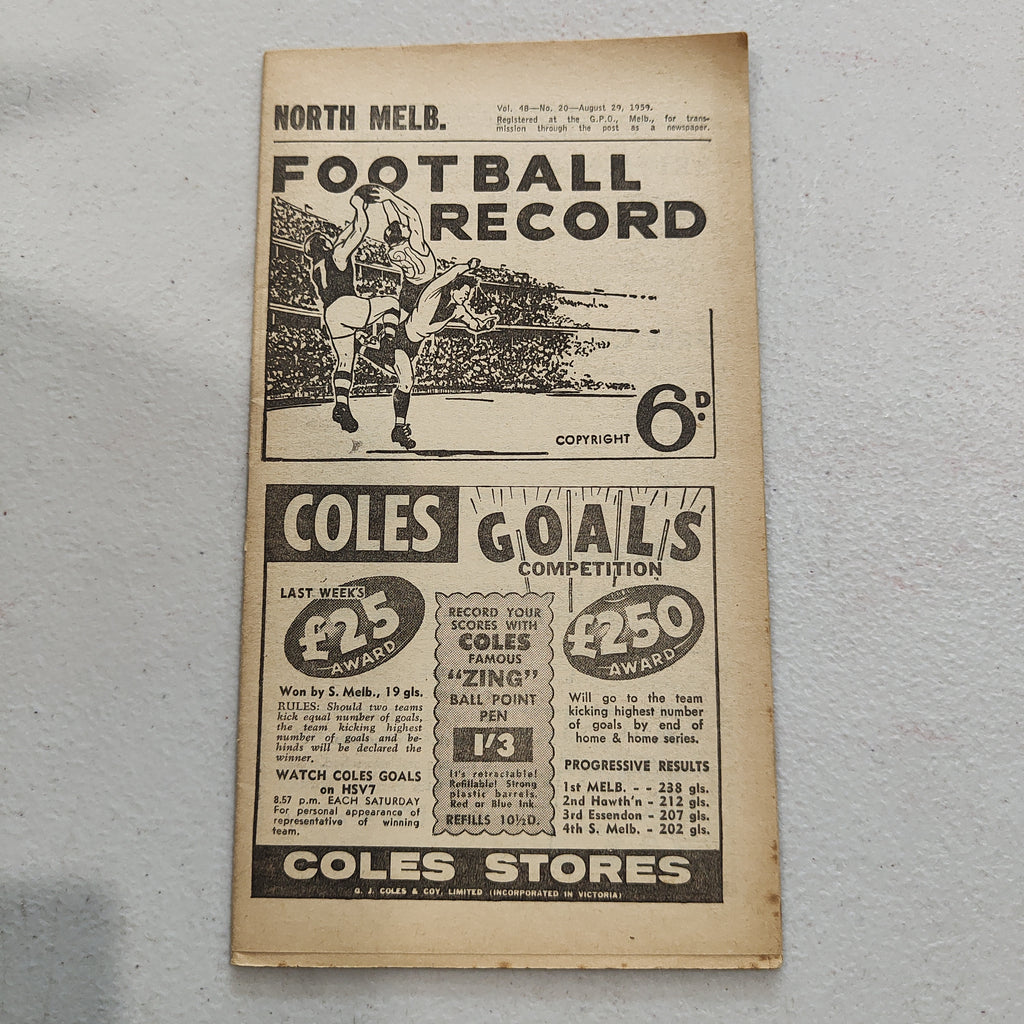 NORTH MELB.
Vol. 48—No. 20—August 29, 1959.
Registered at the G.P.O., Melb., for trans-
mission through the post as a newspaper.
FOOTBALL
RECORD
7
COPYRIGHT 6D.
COLES
GOALS
COMPETITION
LAST WEEK'S
£25
AWARD
Won by S. Melb., 19 gls.
RULES: Should two teams
kick equal number of goals,
the team kicking highest
number of goals and be-
hinds will be declared the
winner.
WATCH COLES GOALS
on HSV7
8.57 p.m. EACH SATURDAY
For personal appearance of
representative of winning
team.
RECORD YOUR
SCORES WITH
COLES
FAMOUS
"ZING"
BALL POINT
PEN
1/3
It's retractable!
Refillable! Strong
plastic barrels.
Red or Blue Ink.
REFILLS 10½D.
£250
AWARD
Will go to the team
kicking highest number
of goals by end of
home & home series.
PROGRESSIVE RESULTS
1st MELB. - - 238 gls.
2nd Hawth'n - 212 gls.
3rd Essendon - 207 gls.
4th S. Melb. - 202 gls.
COLES STORES
G. J. COLES & COY. LIMITED (INCORPORATED IN VICTORIA)